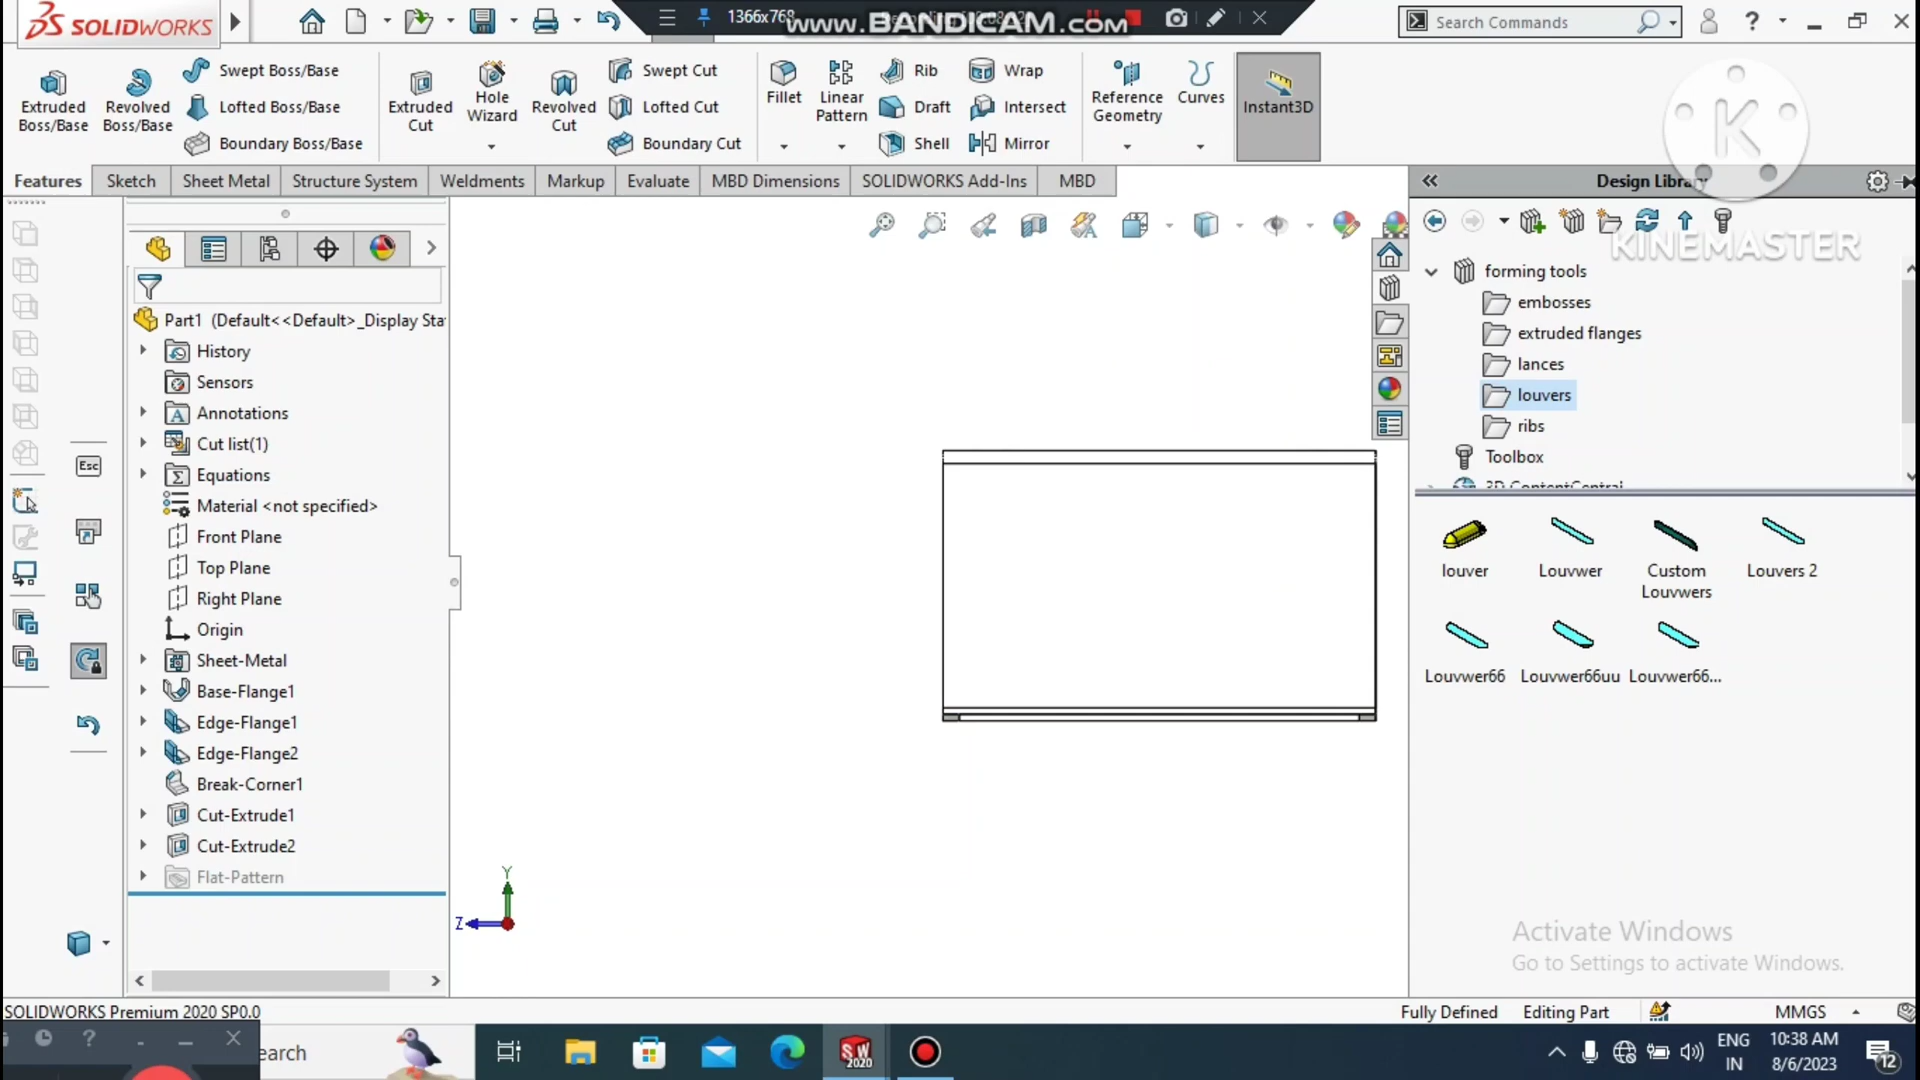 SOLIDWORKS
1366x768
www.BANDICAM.com
Search Commands
?
Extruded Boss/Base
Revolved Boss/Base
Swept Boss/Base
Lofted Boss/Base
Boundary Boss/Base
Extruded Cut
Hole Wizard
Revolved Cut
Swept Cut
Lofted Cut
Boundary Cut
Fillet
Linear Pattern
Rib
Draft
Shell
Wrap
Intersect
Mirror
Reference Geometry
Curves
Instant3D
K
KINEMASTER
Features
Sketch
Sheet Metal
Structure System
Weldments
Markup
Evaluate
MBD Dimensions
SOLIDWORKS Add-Ins
MBD
Design Library
Part1 (Default<<Default>_Display Sta
History
Sensors
Annotations
Cut list(1)
Equations
Material <not specified>
Front Plane
Top Plane
Right Plane
Origin
Sheet-Metal
Base-Flange1
Edge-Flange1
Edge-Flange2
Break-Corner1
Cut-Extrude1
Cut-Extrude2
Flat-Pattern
Esc
Y
Z
forming tools
embosses
extruded flanges
lances
louvers
ribs
Toolbox
3D ContentCentral
louver
Louvwer
Custom Louvwers
Louvers 2
Louvwer66
Louvwer66uu
Louvwer66...
Activate Windows
Go to Settings to activate Windows.
SOLIDWORKS Premium 2020 SP0.0
Fully Defined
Editing Part
MMGS
earch
SW 2020
ENG
IN
10:38 AM
8/6/2023
12